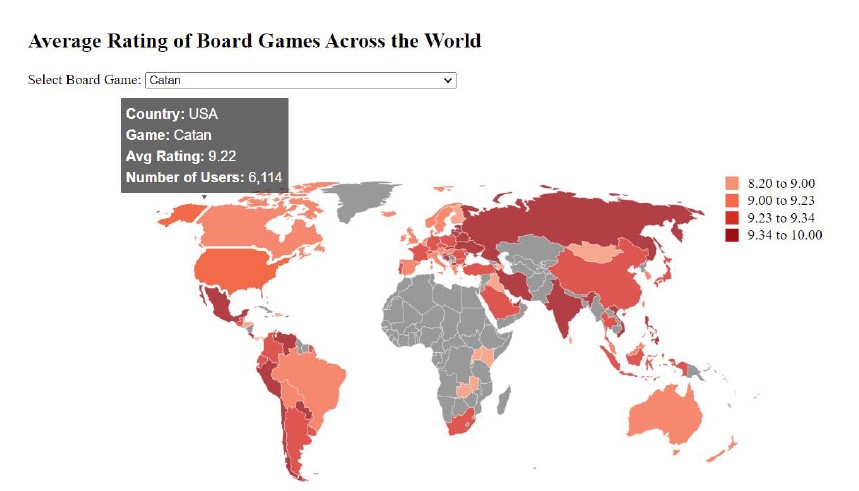 Average Rating of Board Games Across the World
Select Board Game: Catan
Country: USA
Game: Catan
Avg Rating: 9.22
Number of Users: 6,114
8.20 to 9.00
9.00 to 9.23
9.23 to 9.34
9.34 to 10.00